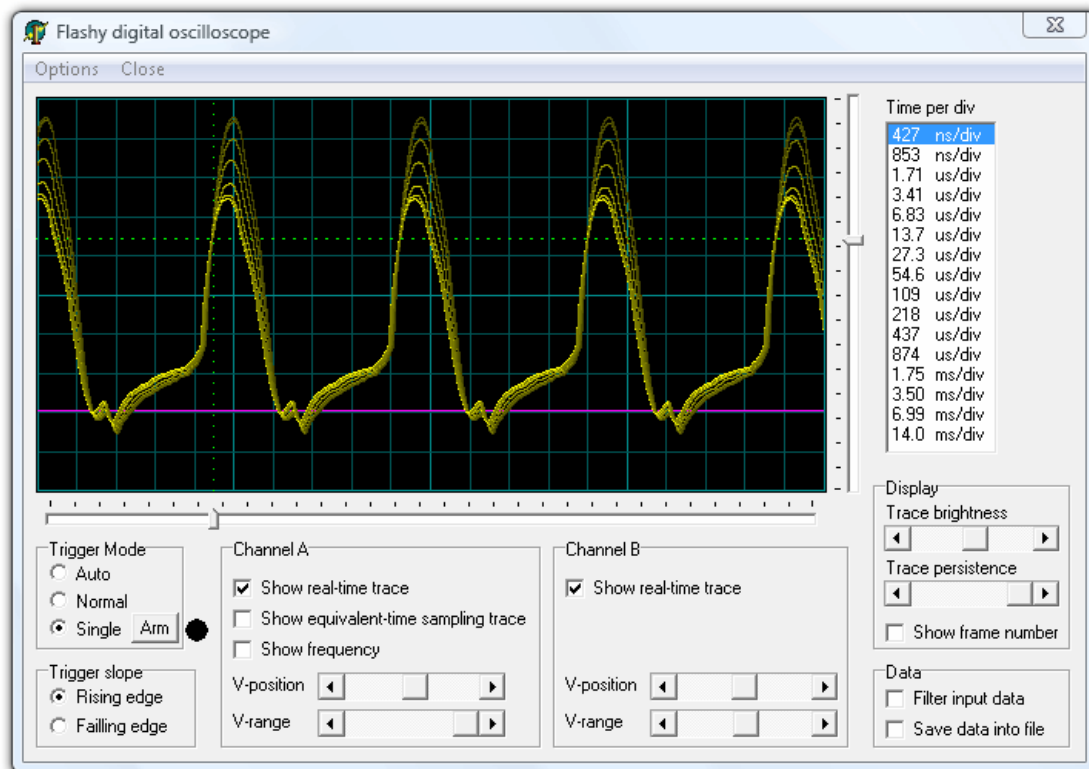 Flashy digital oscilloscope
Options Close
Time per div
427 ns/div
853 ns/div
1.71 us/div
3.41 us/div
6.83 us/div
13.7 us/div
27.3 us/div
54.6 us/div
109 us/div
218 us/div
437 us/div
874 us/div
1.75 ms/div
3.50 ms/div
6.99 ms/div
14.0 ms/div
Display
Trace brightness
Trace persistence
Show frame number
Trigger Mode
Auto
Normal
Single Arm
Trigger slope
Rising edge
Failling edge
Channel A
Show real-time trace
Show equivalent-time sampling trace
Show frequency
V-position
V-range
Channel B
Show real-time trace
V-position
V-range
Data
Filter input data
Save data into file